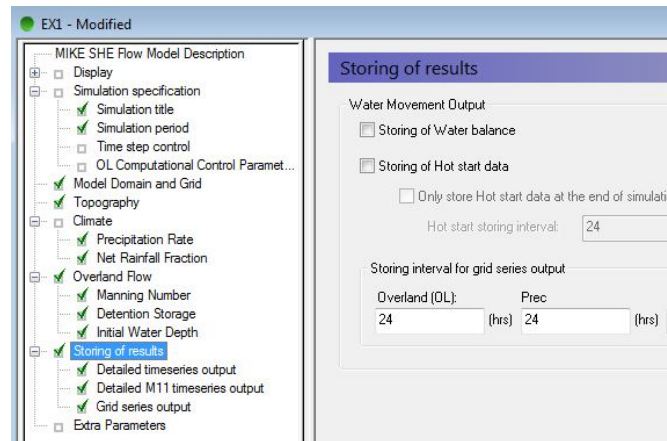 EX1 - Modified
MIKE SHE Flow Model Description
Display
Simulation specification
Simulation title
Simulation period
Time step control
OL Computational Control Paramet...
Model Domain and Grid
Topography
Climate
Precipitation Rate
Net Rainfall Fraction
Overland Flow
Manning Number
Detention Storage
Initial Water Depth
Storing of results
Detailed timeseries output
Detailed M11 timeseries output
Grid series output
Extra Parameters
Storing of results
Water Movement Output
Storing of Water balance
Storing of Hot start data
Only store Hot start data at the end of simulati
Hot start storing interval: 24
Storing interval for grid series output
Overland (OL): Prec
24 (hrs) 24 (hrs)